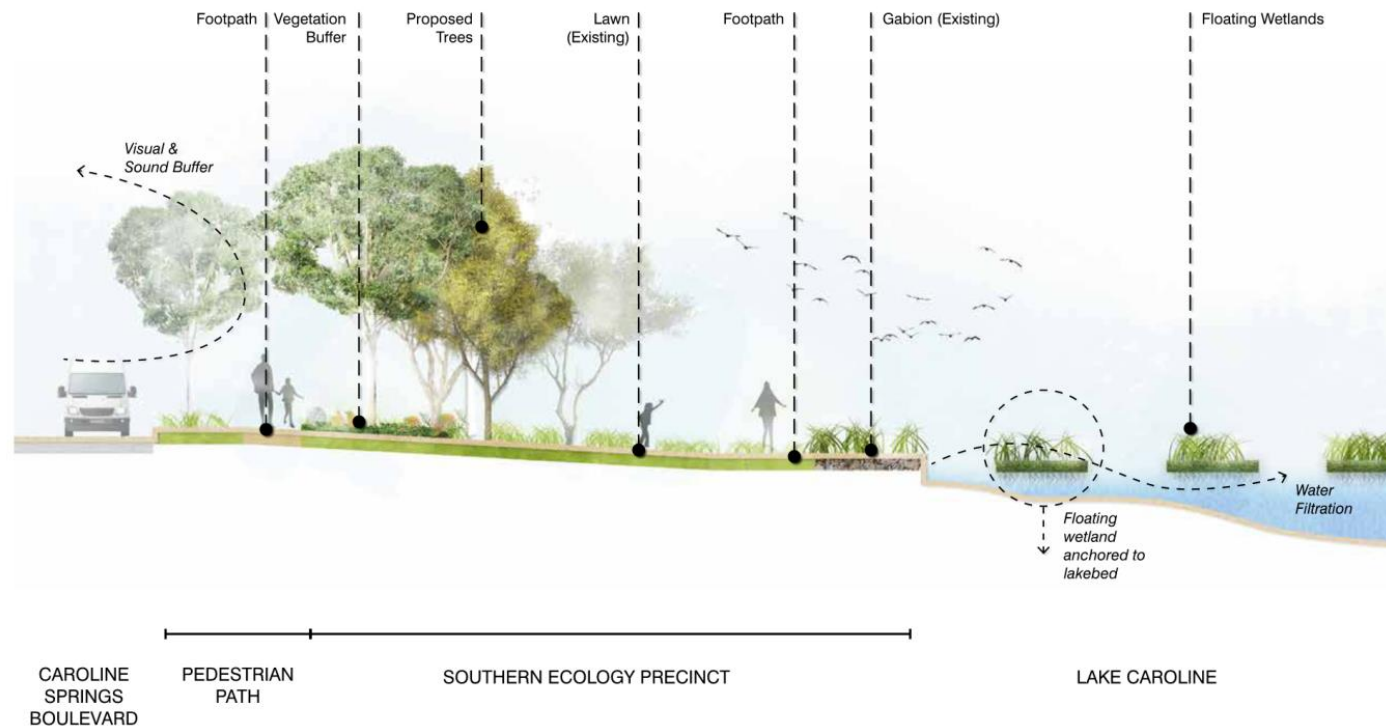 Footpath
Vegetation
Buffer
Proposed
Trees
Lawn
(Existing)
Footpath
Gabion (Existing)
Floating Wetlands
Visual &
Sound Buffer
Water
Filtration
Floating
wetland
anchored to
lakebed
CAROLINE
SPRINGS
BOULEVARD
PEDESTRIAN
PATH
SOUTHERN ECOLOGY PRECINCT
LAKE CAROLINE